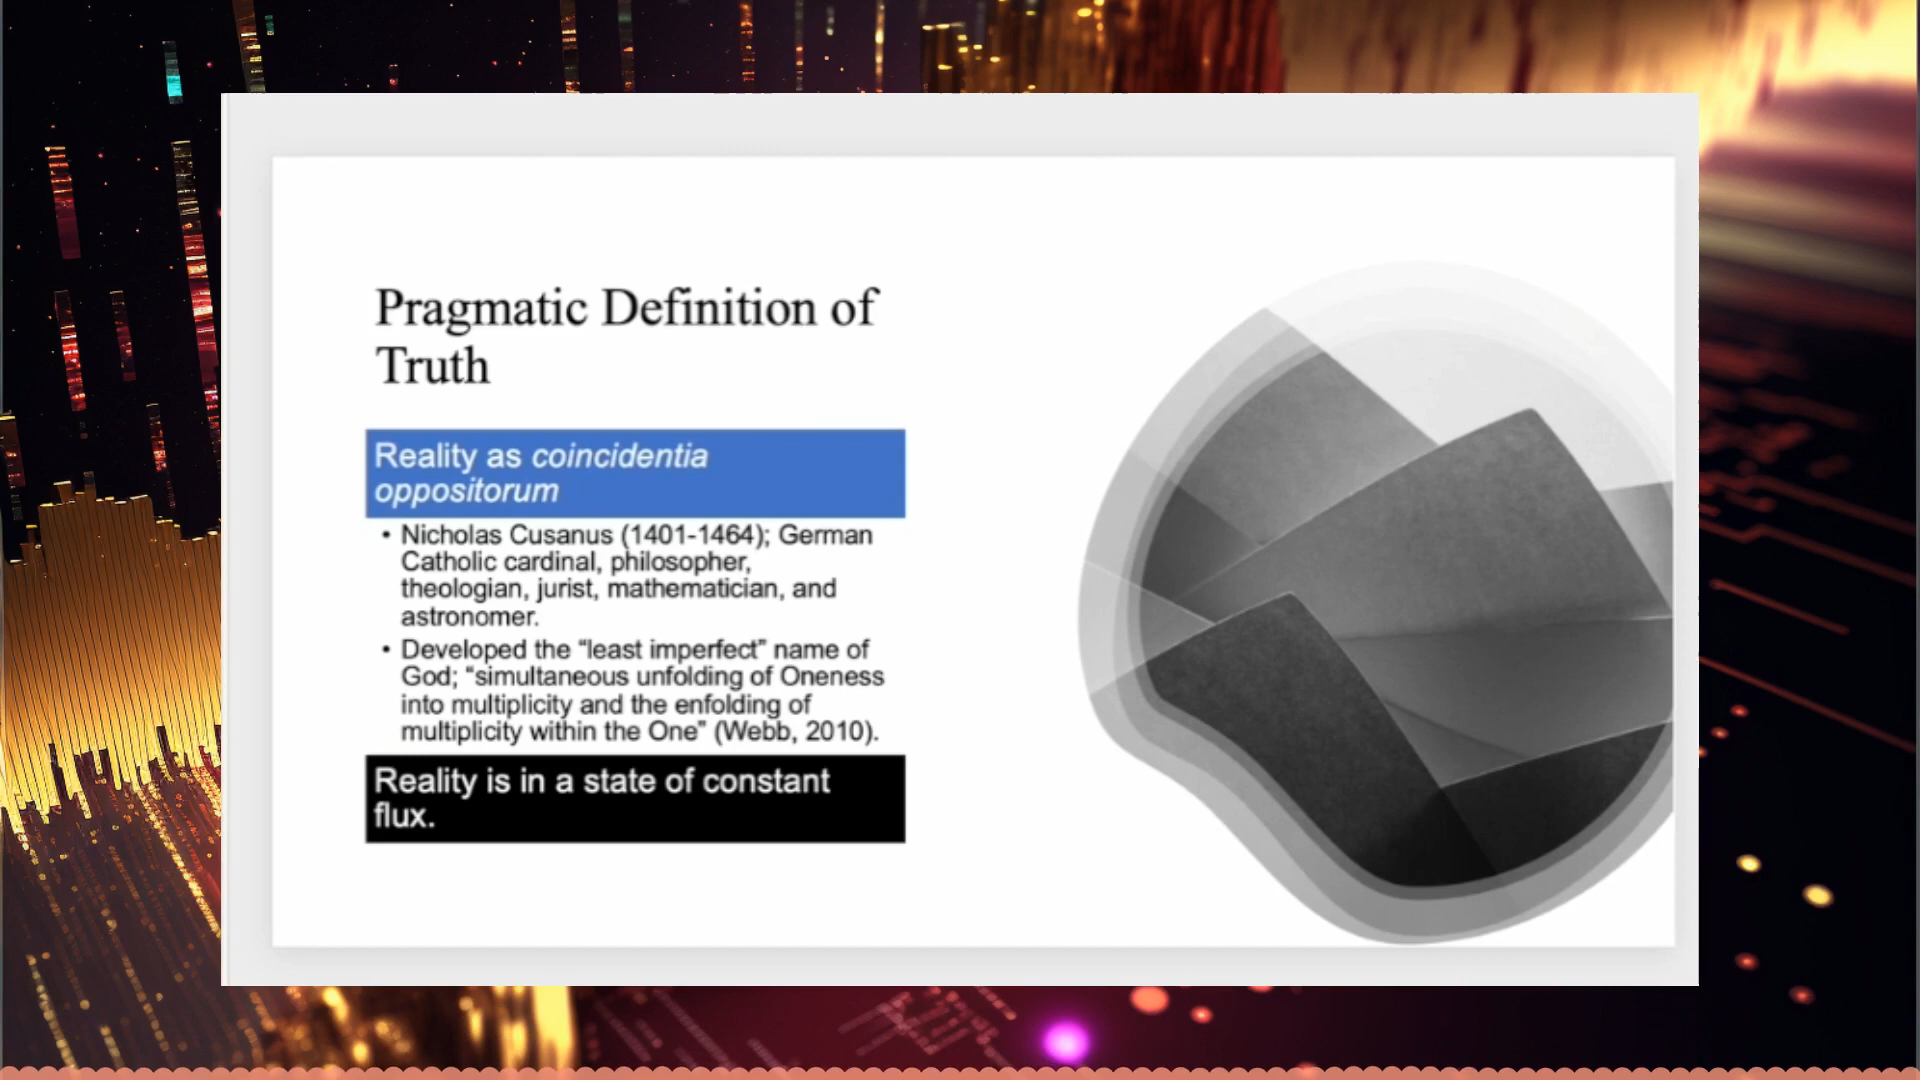 Pragmatic Definition of
Truth
Reality as coincidentia
oppositorum
• Nicholas Cusanus (1401-1464); German
Catholic cardinal, philosopher,
theologian, jurist, mathematician, and
astronomer.
• Developed the “least imperfect” name of
God; “simultaneous unfolding of Oneness
into multiplicity and the enfolding of
multiplicity within the One” (Webb, 2010).
Reality is in a state of constant
flux.